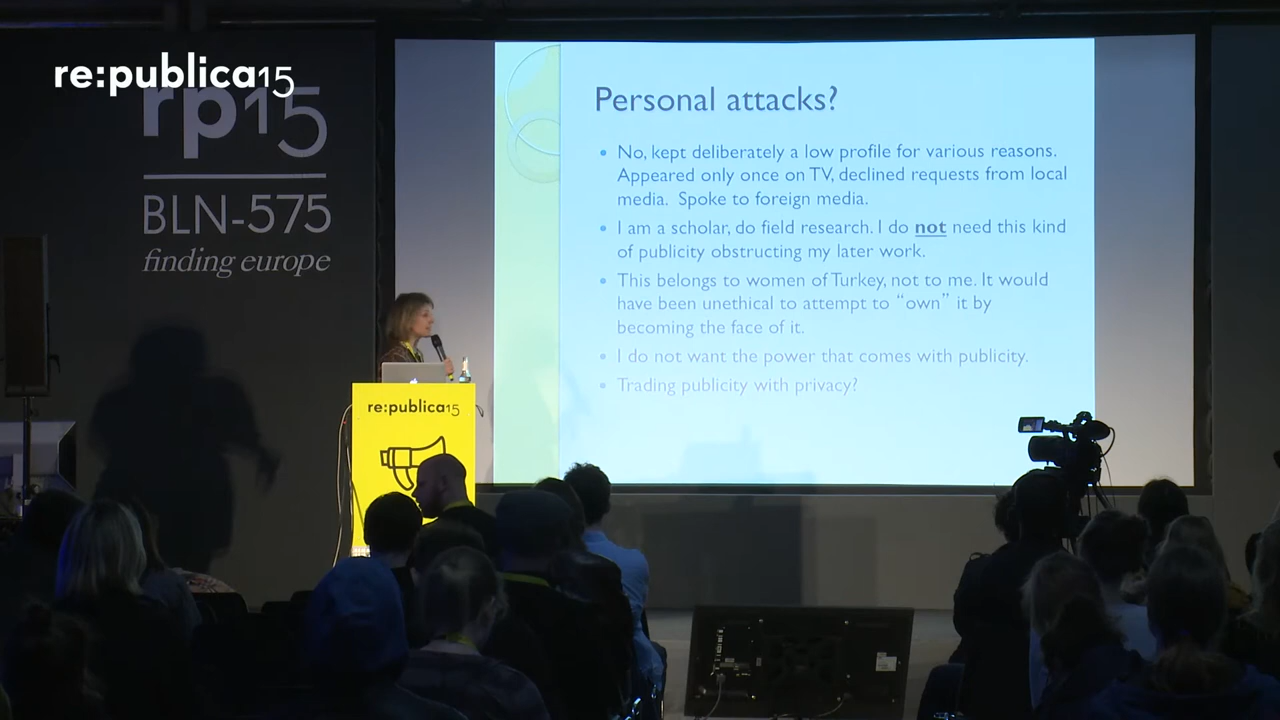 re:publica15
rp15
BLN-575
finding europe
Personal attacks?
• No, kept deliberately a low profile for various reasons.
Appeared only once on TV, declined requests from local
media. Spoke to foreign media.
• I am a scholar, do field research. I do not need this kind
of publicity obstructing my later work.
• This belongs to women of Turkey, not to me. It would
have been unethical to attempt to “own” it by
becoming the face of it.
• I do not want the power that comes with publicity.
• Trading publicity with privacy?
re:publica15